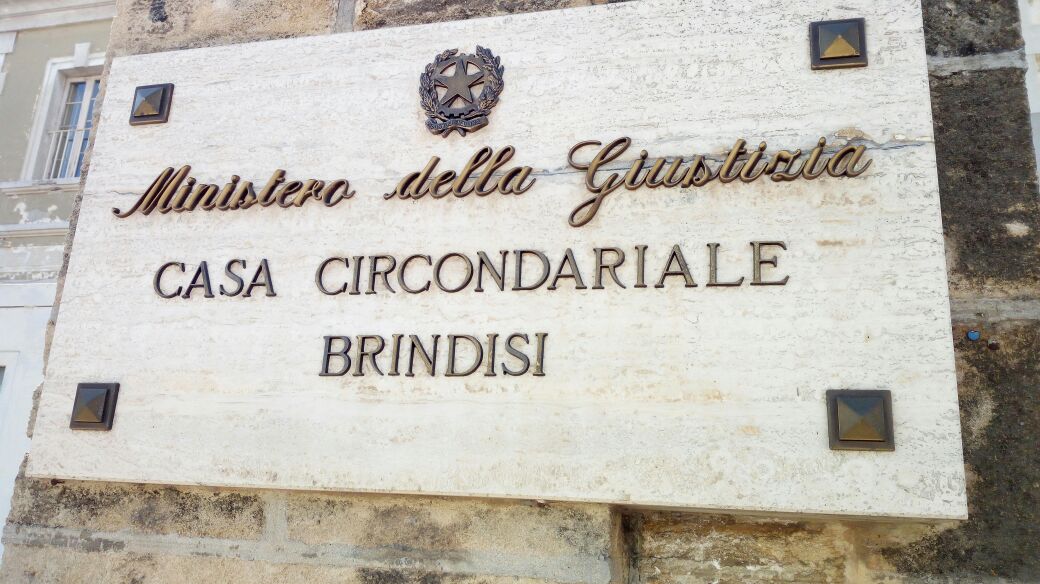 Ministero della Giustizia
CASA CIRCONDARIALE
BRINDISI